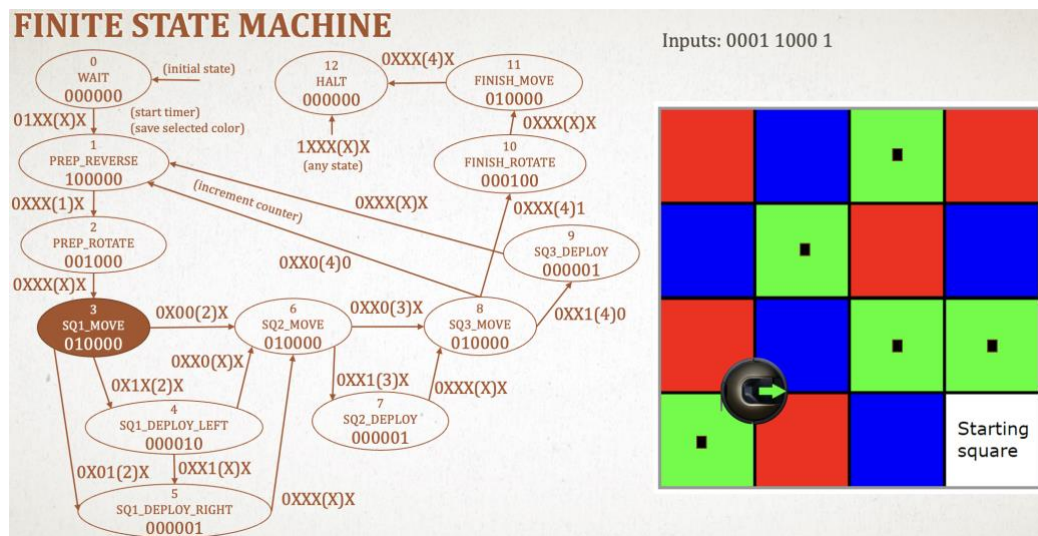 FINITE STATE MACHINE
Inputs: 0001 1000 1
0
WAIT
000000
(initial state)
01XX(X)X
(start timer)
(save selected color)
1
PREP_REVERSE
100000
0XXX(1)X
2
PREP_ROTATE
001000
0XXX(X)X
3
SQ1_MOVE
010000
0X00(2)X
0XX0(X)X
0X1X(2)X
4
SQ1_DEPLOY_LEFT
000010
0X01(2)X
0XX1(X)X
5
SQ1_DEPLOY_RIGHT
000001
0XXX(X)X
6
SQ2_MOVE
010000
0XX0(3)X
0XX1(3)X
7
SQ2_DEPLOY
000001
0XXX(X)X
8
SQ3_MOVE
010000
0XX1(4)0
9
SQ3_DEPLOY
000001
0XXX(X)X
(increment counter)
0XX0(4)0
0XXX(4)1
10
FINISH_ROTATE
000100
0XXX(X)X
11
FINISH_MOVE
010000
0XXX(4)X
12
HALT
000000
1XXX(X)X
(any state)
Starting
square